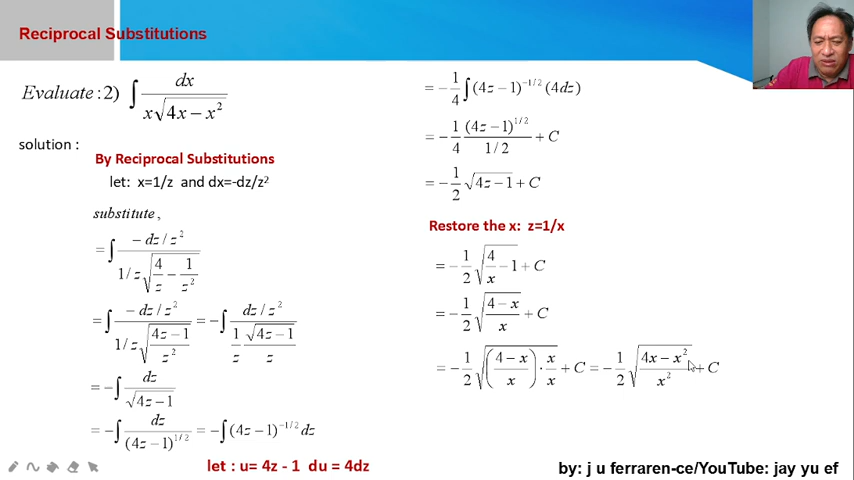 Reciprocal Substitutions
Evaluate : 2) ∫ dx / (x√(4x − x²))
solution :
By Reciprocal Substitutions
let: x=1/z and dx=-dz/z²
substitute ,
= ∫ (− dz / z²) / (1/ z √(4/z − 1/z²))
= ∫ (− dz / z²) / (1/ z √((4z − 1)/z²)) = −∫ (dz / z²) / ((1/z) (√(4z − 1)/z))
= −∫ dz / √(4z − 1)
= −∫ dz / (4z − 1)^(1/2) = −∫ (4z − 1)^(−1/2) dz
let : u= 4z - 1 du = 4dz
= − 1/4 ∫ (4z − 1)^(−1/2) (4dz)
= − 1/4 (4z − 1)^(1/2) / (1/2) + C
= − 1/2 √(4z − 1) + C
Restore the x: z=1/x
= − 1/2 √(4/x − 1) + C
= − 1/2 √((4 − x)/x) + C
= − 1/2 √(((4 − x)/x) · x/x) + C = − 1/2 √((4x − x²)/x²) + C
by: j u ferraren-ce/YouTube: jay yu ef